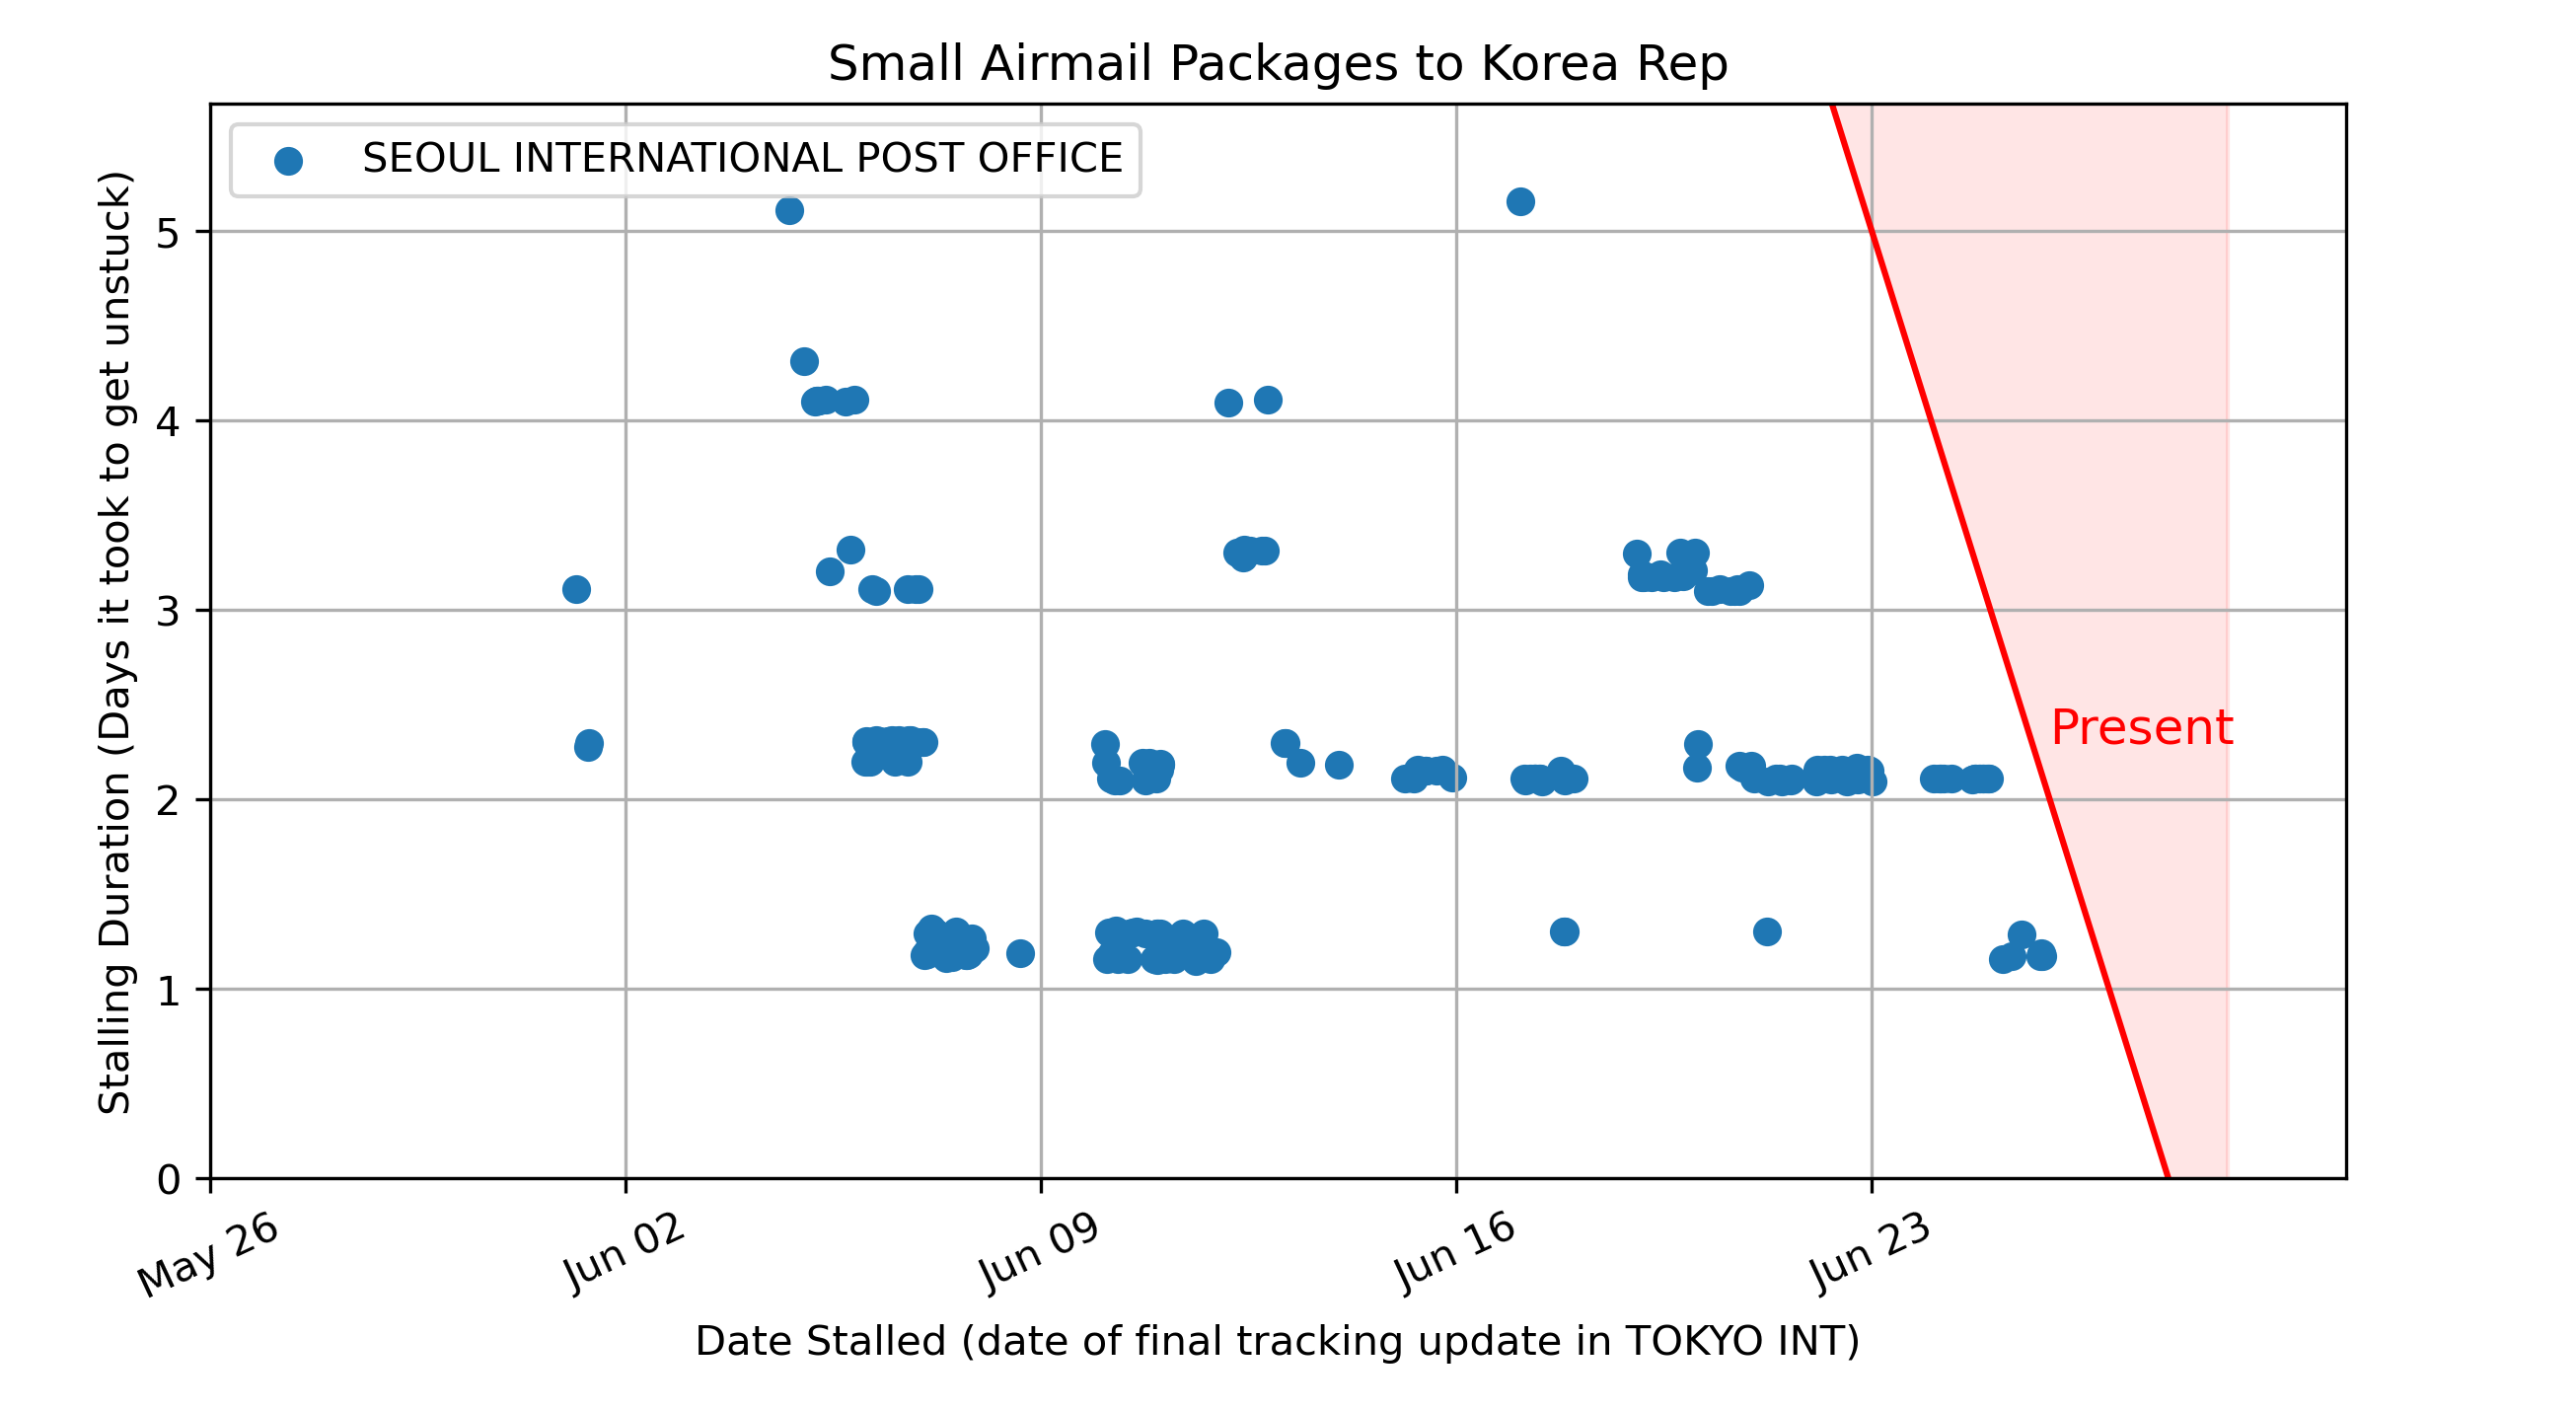 Small Airmail Packages to Korea Rep
SEOUL INTERNATIONAL POST OFFICE
Stalling Duration (Days it took to get unstuck)
5
4
3
2
1
0
Present
May 26
Jun 02
Jun 09
Jun 16
Jun 23
Date Stalled (date of final tracking update in TOKYO INT)